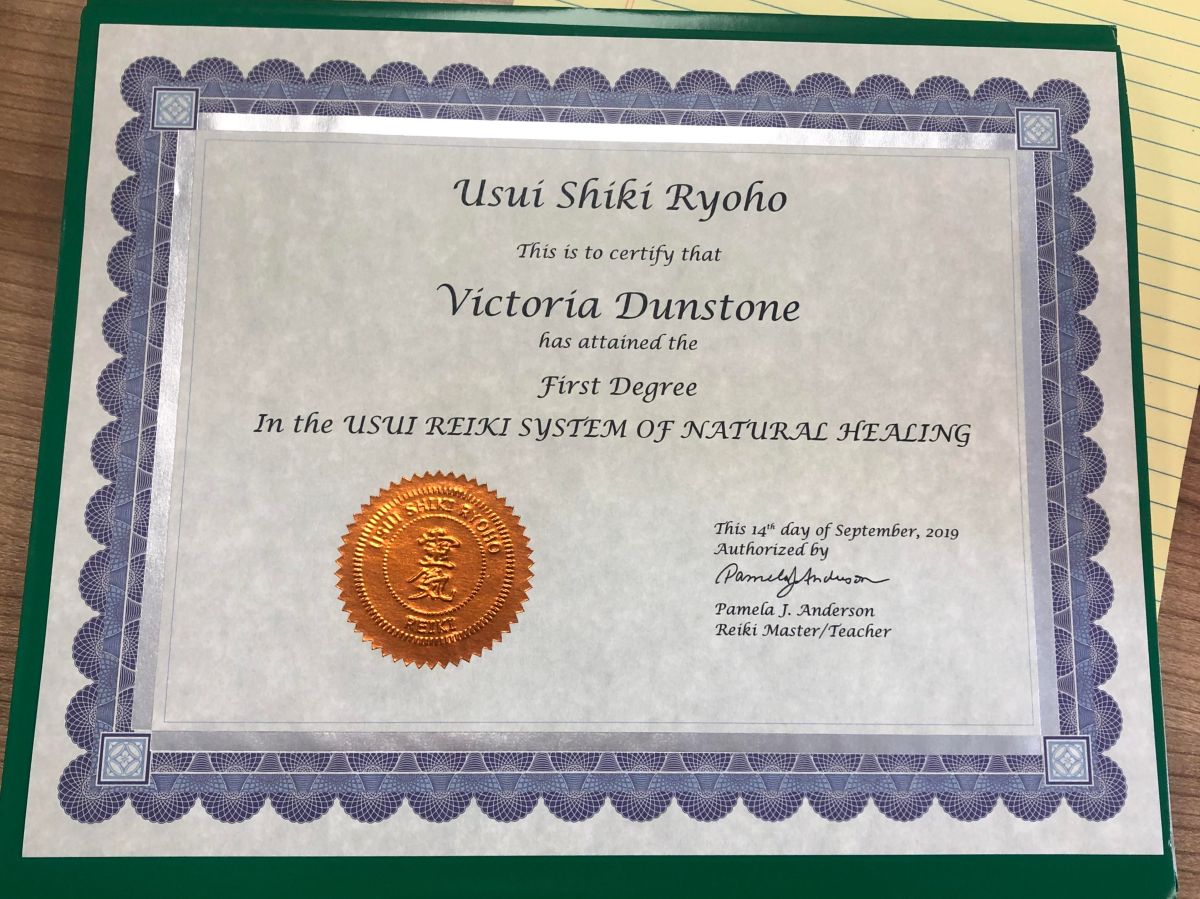 Usui Shiki Ryoho
This is to certify that
Victoria Dunstone
has attained the
First Degree
In the USUI REIKI SYSTEM OF NATURAL HEALING
USUI SHIKI RYOHO
靈
氣
REIKI
This 14th day of September, 2019
Authorized by
Pamela J Anderson
Pamela J. Anderson
Reiki Master/Teacher